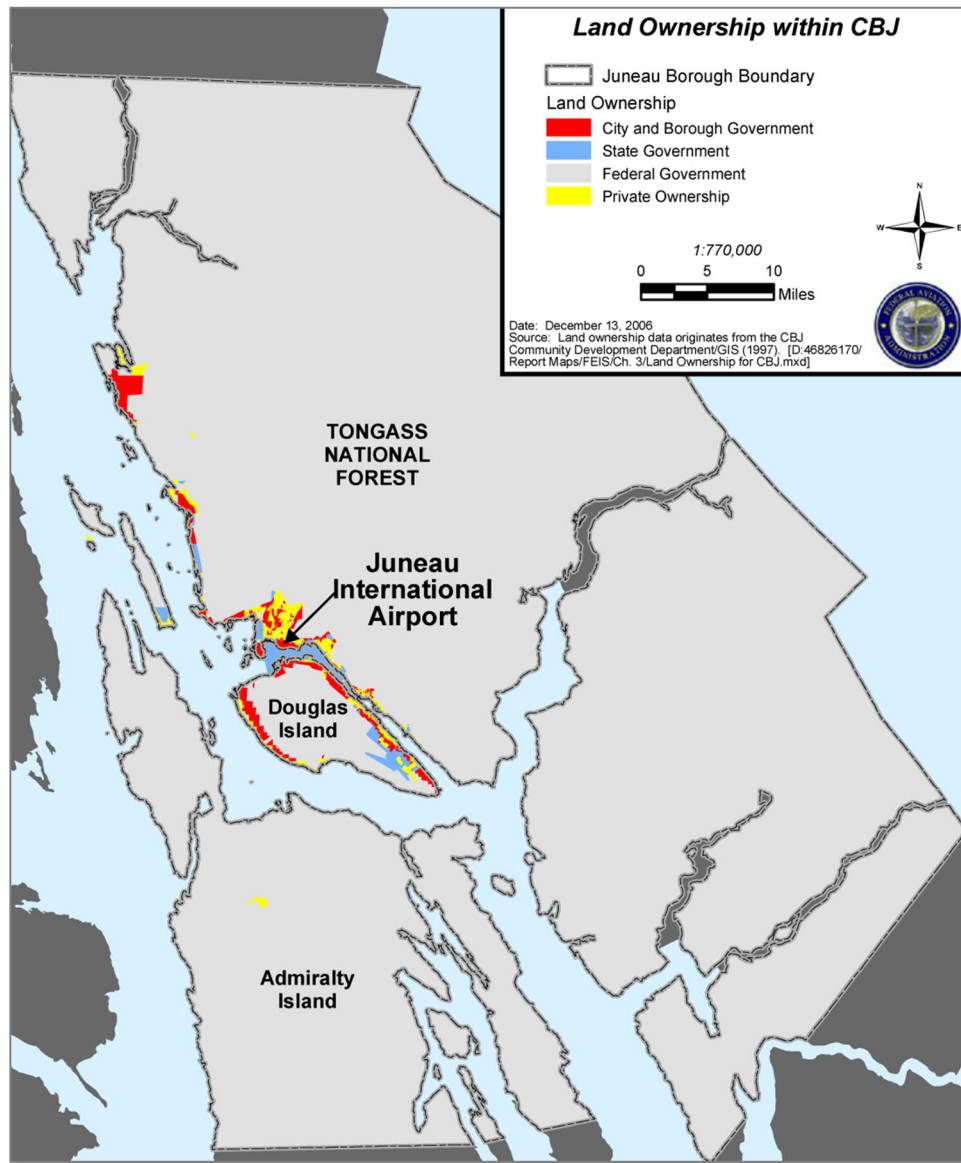 Land Ownership within CBJ
Juneau Borough Boundary
Land Ownership
City and Borough Government
State Government
Federal Government
Private Ownership
N
W E
S
1:770,000
0 5 10
Miles
Date: December 13, 2006
Source: Land ownership data originates from the CBJ
Community Development Department/GIS (1997). [D:46826170/
Report Maps/FEIS/Ch. 3/Land Ownership for CBJ.mxd]
FEDERAL AVIATION
ADMINISTRATION
TONGASS
NATIONAL
FOREST
Juneau
International
Airport
Douglas
Island
Admiralty
Island